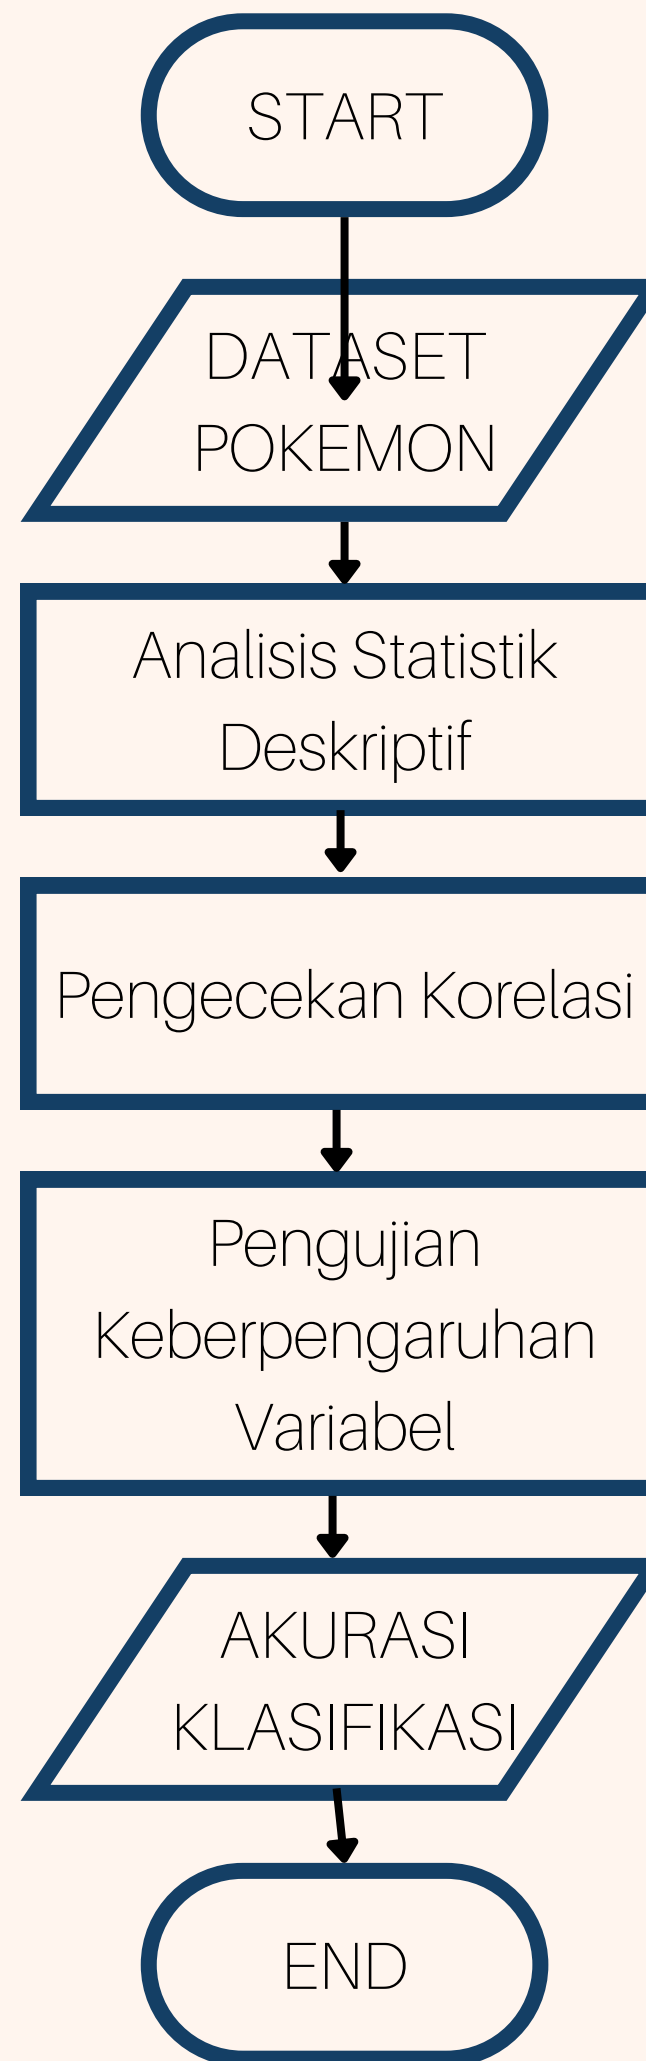 START
DATASET
POKEMON
Analisis Statistik
Deskriptif
Pengecekan Korelasi
Pengujian
Keberpengaruhan
Variabel
AKURASI
KLASIFIKASI
END